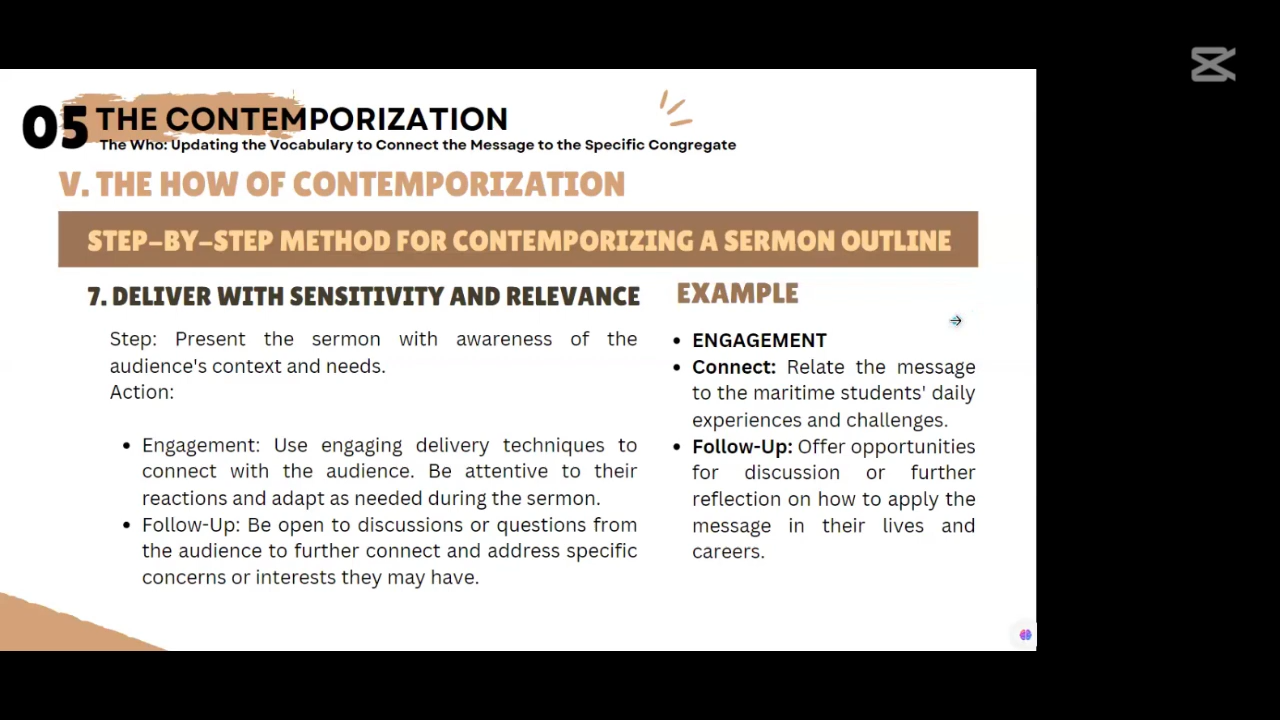 05 THE CONTEMPORIZATION
The Who: Updating the Vocabulary to Connect the Message to the Specific Congregate
V. THE HOW OF CONTEMPORIZATION
STEP-BY-STEP METHOD FOR CONTEMPORIZING A SERMON OUTLINE
7. DELIVER WITH SENSITIVITY AND RELEVANCE
Step: Present the sermon with awareness of the
audience's context and needs.
Action:
• Engagement: Use engaging delivery techniques to
connect with the audience. Be attentive to their
reactions and adapt as needed during the sermon.
• Follow-Up: Be open to discussions or questions from
the audience to further connect and address specific
concerns or interests they may have.
EXAMPLE
• ENGAGEMENT
• Connect: Relate the message
to the maritime students' daily
experiences and challenges.
• Follow-Up: Offer opportunities
for discussion or further
reflection on how to apply the
message in their lives and
careers.